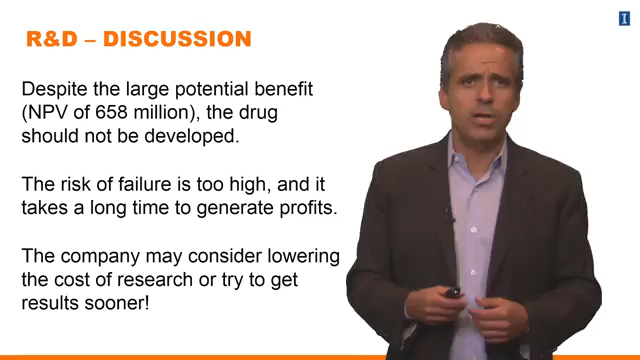 R&D – DISCUSSION
Despite the large potential benefit
(NPV of 658 million), the drug
should not be developed.
The risk of failure is too high, and it
takes a long time to generate profits.
The company may consider lowering
the cost of research or try to get
results sooner!
I